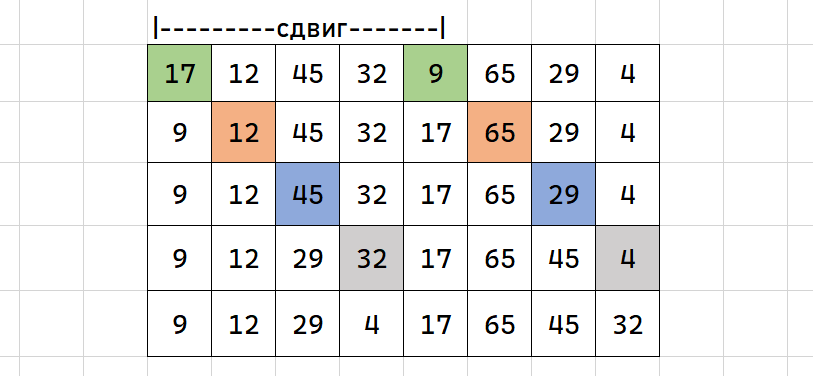 |---------сдвиг-------|
17 12 45 32 9 65 29 4
9 12 45 32 17 65 29 4
9 12 45 32 17 65 29 4
9 12 29 32 17 65 45 4
9 12 29 4 17 65 45 32